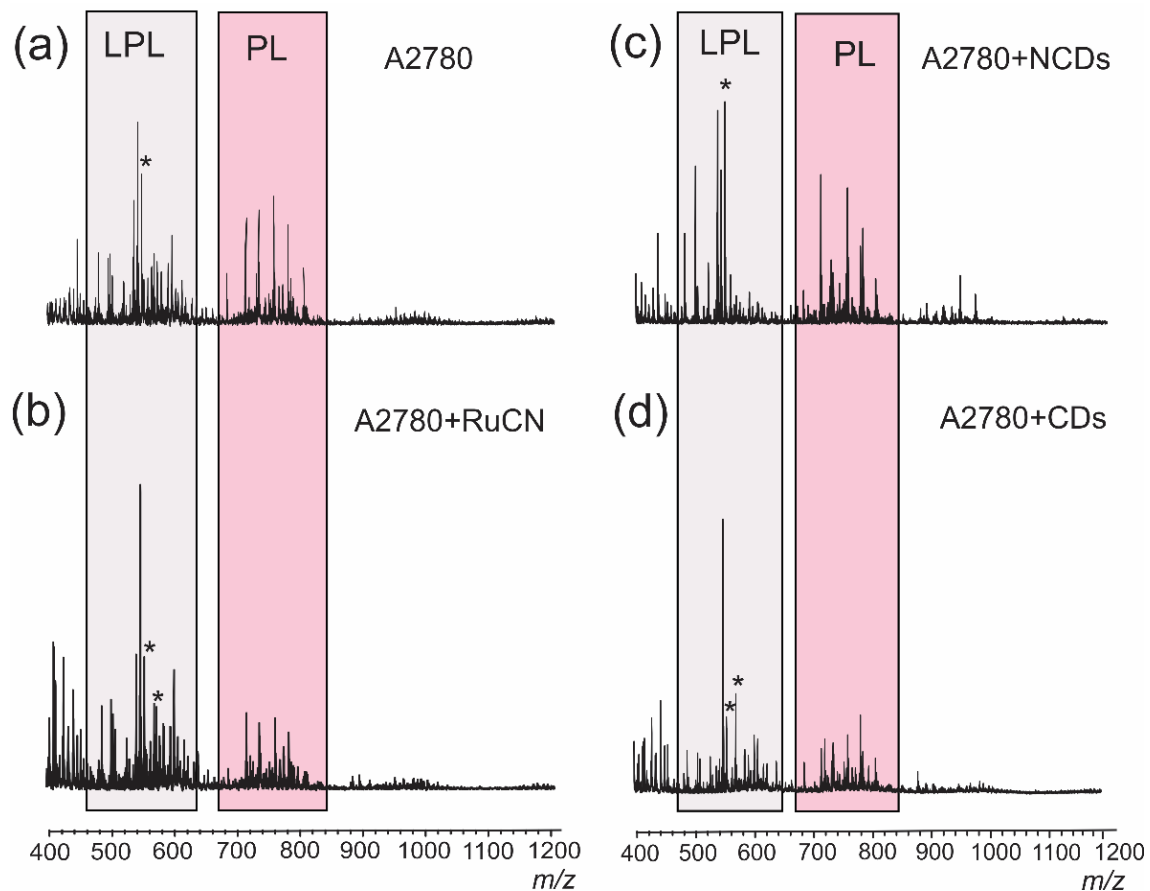 (a) LPL PL A2780
*
(c) LPL PL A2780+NCDs
*
(b) A2780+RuCN
*
*
(d) A2780+CDs
*
*
400 500 600 700 800 900 1000 1100 1200
m/z
400 500 600 700 800 900 1000 1100 1200
m/z